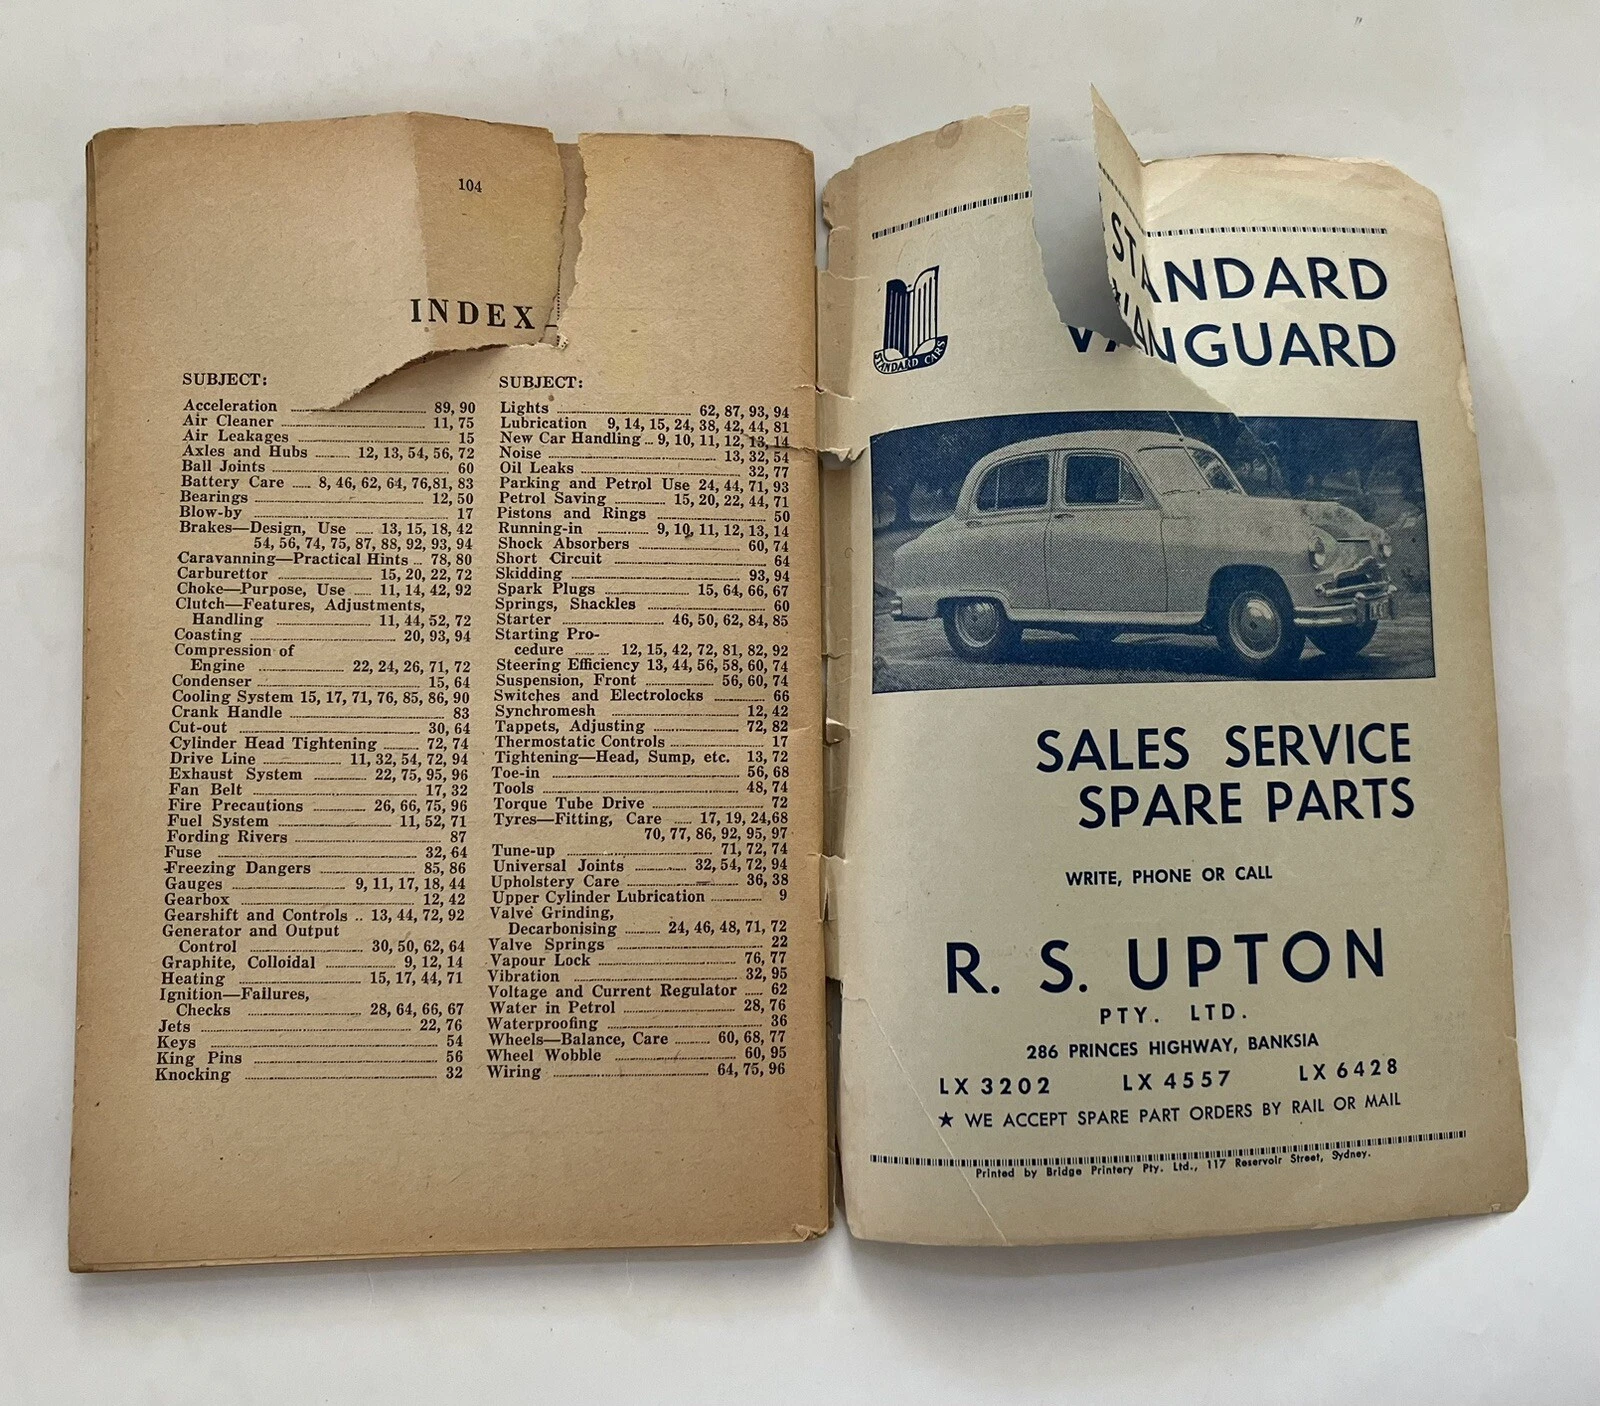 104
INDEX
SUBJECT:
Acceleration 89, 90
Air Cleaner 11, 75
Air Leakages 15
Axles and Hubs 12, 13, 54, 56, 72
Ball Joints 60
Battery Care 8, 46, 62, 64, 76,81, 83
Bearings 12, 50
Blow-by 17
Brakes—Design, Use 13, 15, 18, 42
54, 56, 74, 75, 87, 88, 92, 93, 94
Caravanning—Practical Hints 78, 80
Carburettor 15, 20, 22, 72
Choke—Purpose, Use 11, 14, 42, 92
Clutch—Features, Adjustments,
Handling 11, 44, 52, 72
Coasting 20, 93, 94
Compression of
Engine 22, 24, 26, 71, 72
Condenser 15, 64
Cooling System 15, 17, 71, 76, 85, 86, 90
Crank Handle 83
Cut-out 30, 64
Cylinder Head Tightening 72, 74
Drive Line 11, 32, 54, 72, 94
Exhaust System 22, 75, 95, 96
Fan Belt 17, 32
Fire Precautions 26, 66, 75, 96
Fuel System 11, 52, 71
Fording Rivers 87
Fuse 32, 64
Freezing Dangers 85, 86
Gauges 9, 11, 17, 18, 44
Gearbox 12, 42
Gearshift and Controls 13, 44, 72, 92
Generator and Output
Control 30, 50, 62, 64
Graphite, Colloidal 9, 12, 14
Heating 15, 17, 44, 71
Ignition—Failures,
Checks 28, 64, 66, 67
Jets 22, 76
Keys 54
King Pins 56
Knocking 32
SUBJECT:
Lights 62, 87, 93, 94
Lubrication 9, 14, 15, 24, 38, 42, 44, 81
New Car Handling 9, 10, 11, 12, 13, 14
Noise 13, 32, 54
Oil Leaks 32, 77
Parking and Petrol Use 24, 44, 71, 93
Petrol Saving 15, 20, 22, 44, 71
Pistons and Rings 50
Running-in 9, 10, 11, 12, 13, 14
Shock Absorbers 60, 74
Short Circuit 64
Skidding 93, 94
Spark Plugs 15, 64, 66, 67
Springs, Shackles 60
Starter 46, 50, 62, 84, 85
Starting Pro-
cedure 12, 15, 42, 72, 81, 82, 92
Steering Efficiency 13, 44, 56, 58, 60, 74
Suspension, Front 56, 60, 74
Switches and Electrolocks 66
Synchromesh 12, 42
Tappets, Adjusting 72, 82
Thermostatic Controls 17
Tightening—Head, Sump, etc. 13, 72
Toe-in 56, 68
Tools 48, 74
Torque Tube Drive 72
Tyres—Fitting, Care 17, 19, 24,68
70, 77, 86, 92, 95, 97
Tune-up 71, 72, 74
Universal Joints 32, 54, 72, 94
Upholstery Care 36, 38
Upper Cylinder Lubrication 9
Valve Grinding,
Decarbonising 24, 46, 48, 71, 72
Valve Springs 22
Vapour Lock 76, 77
Vibration 32, 95
Voltage and Current Regulator 62
Water in Petrol 28, 76
Waterproofing 36
Wheels—Balance, Care 60, 68, 77
Wheel Wobble 60, 95
Wiring 64, 75, 96
STANDARD
VANGUARD
STANDARD CARS
SALES SERVICE
SPARE PARTS
WRITE, PHONE OR CALL
R. S. UPTON
PTY. LTD.
286 PRINCES HIGHWAY, BANKSIA
LX 3202 LX 4557 LX 6428
★ WE ACCEPT SPARE PART ORDERS BY RAIL OR MAIL
Printed by Bridge Printery Pty. Ltd., 117 Reservoir Street, Sydney.